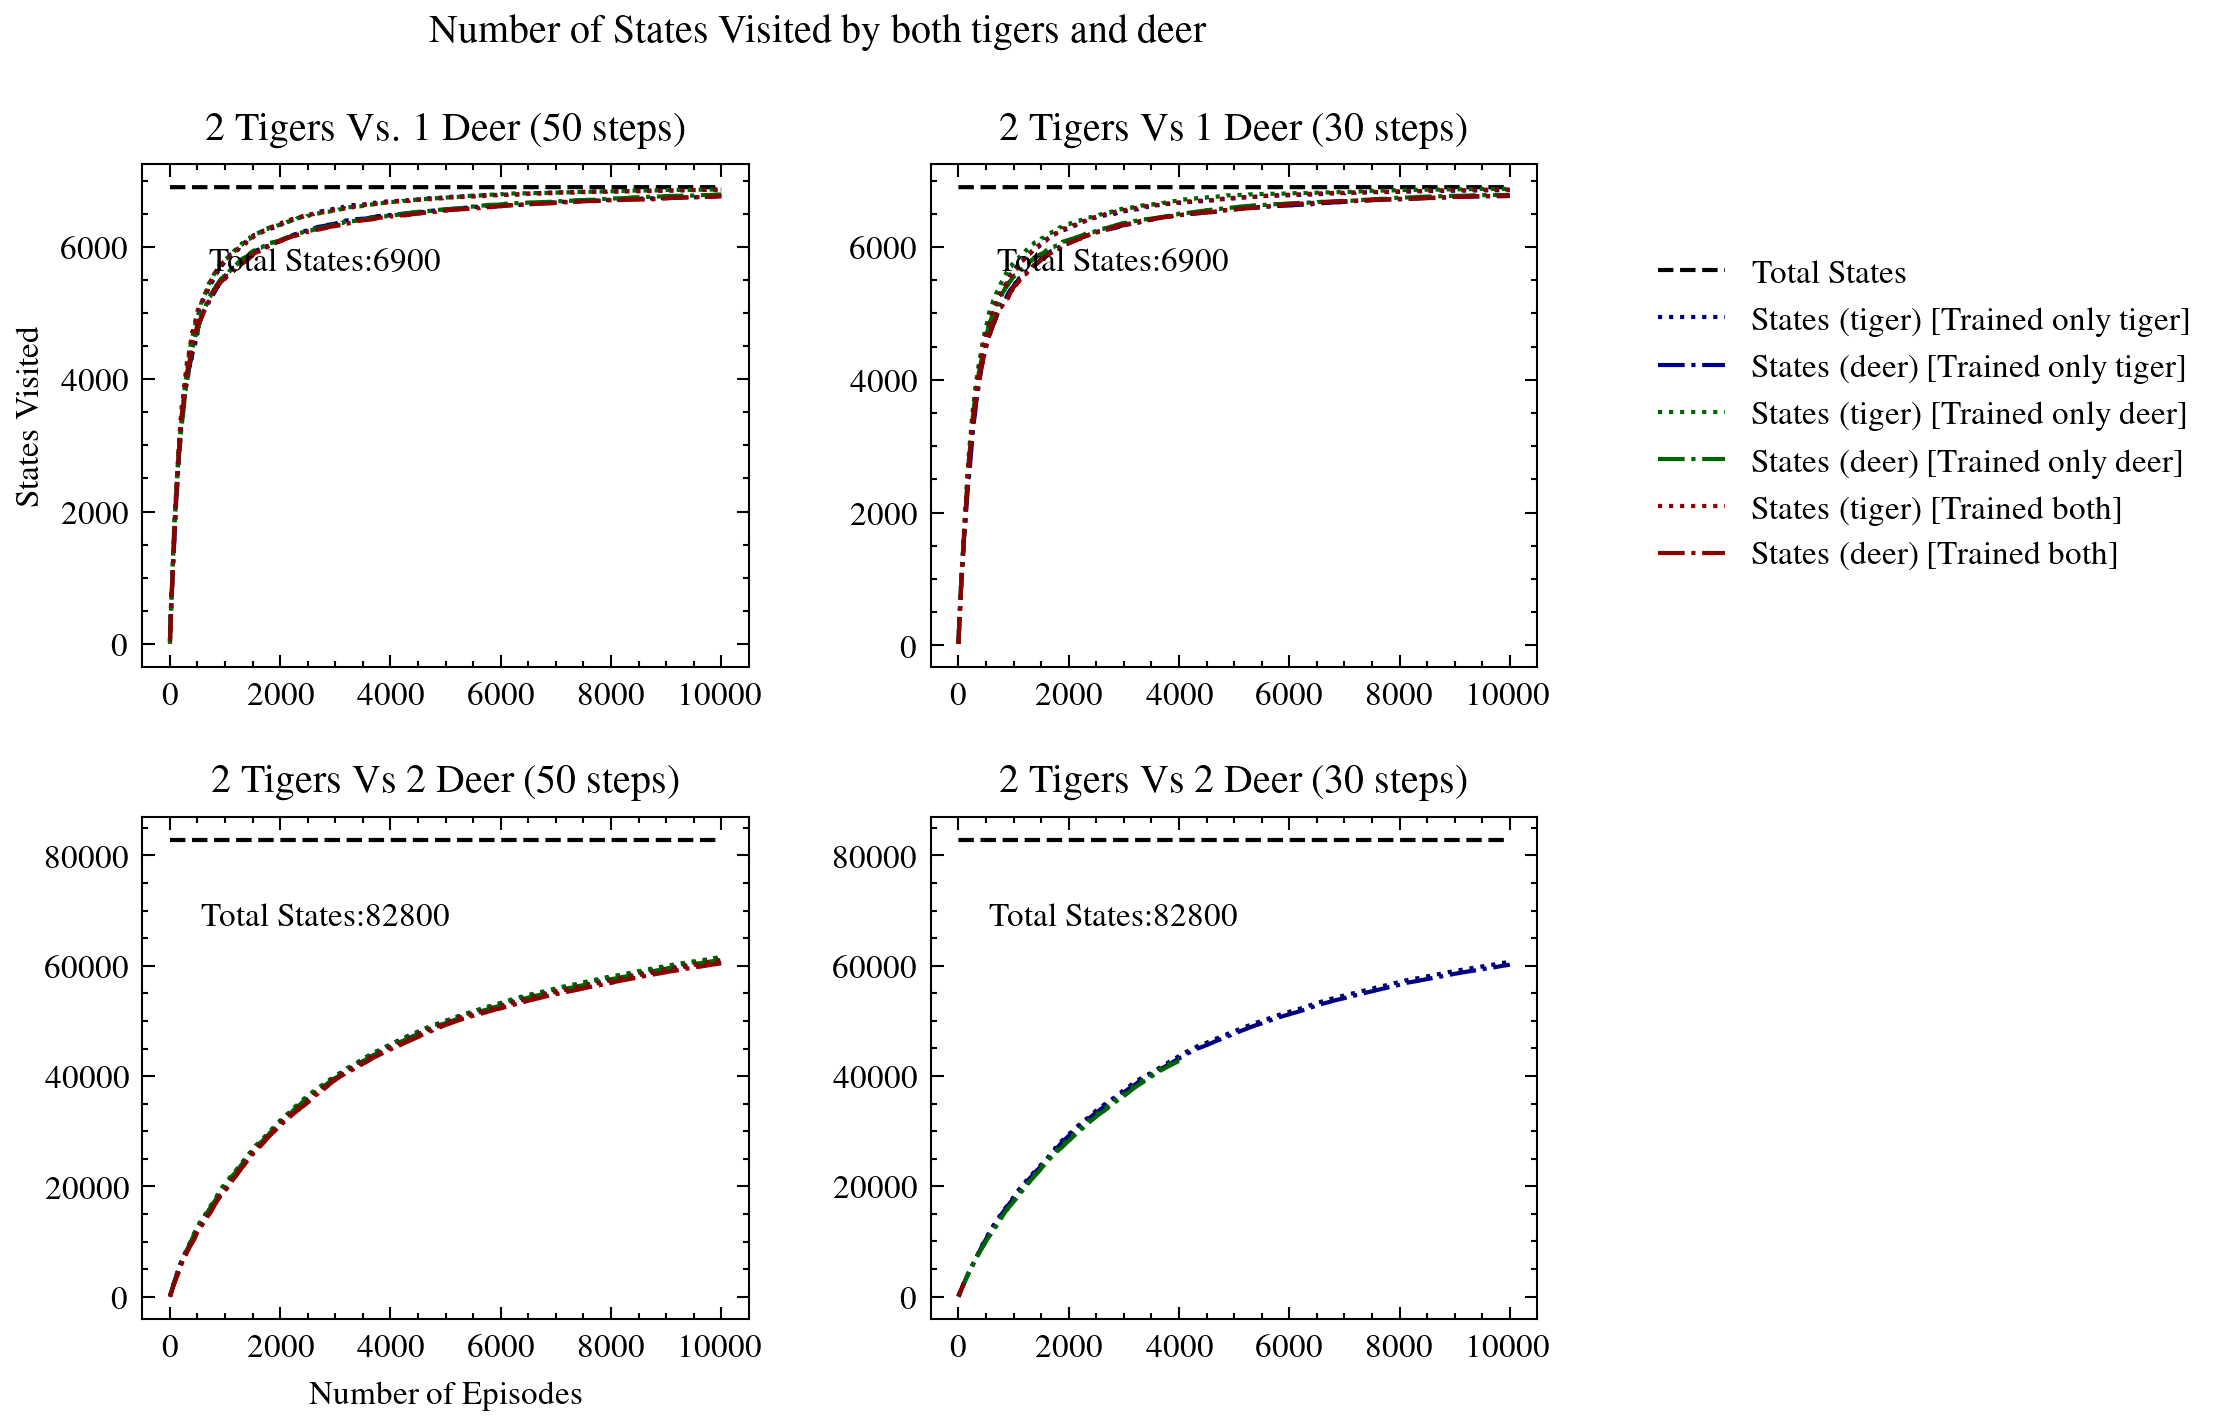 Number of States Visited by both tigers and deer
2 Tigers Vs. 1 Deer (50 steps)
States Visited
6000
4000
2000
0
Total States:6900
0 2000 4000 6000 8000 10000
2 Tigers Vs 1 Deer (30 steps)
6000
4000
2000
0
Total States:6900
0 2000 4000 6000 8000 10000
Total States
States (tiger) [Trained only tiger]
States (deer) [Trained only tiger]
States (tiger) [Trained only deer]
States (deer) [Trained only deer]
States (tiger) [Trained both]
States (deer) [Trained both]
2 Tigers Vs 2 Deer (50 steps)
80000
60000
40000
20000
0
Total States:82800
0 2000 4000 6000 8000 10000
Number of Episodes
2 Tigers Vs 2 Deer (30 steps)
80000
60000
40000
20000
0
Total States:82800
0 2000 4000 6000 8000 10000